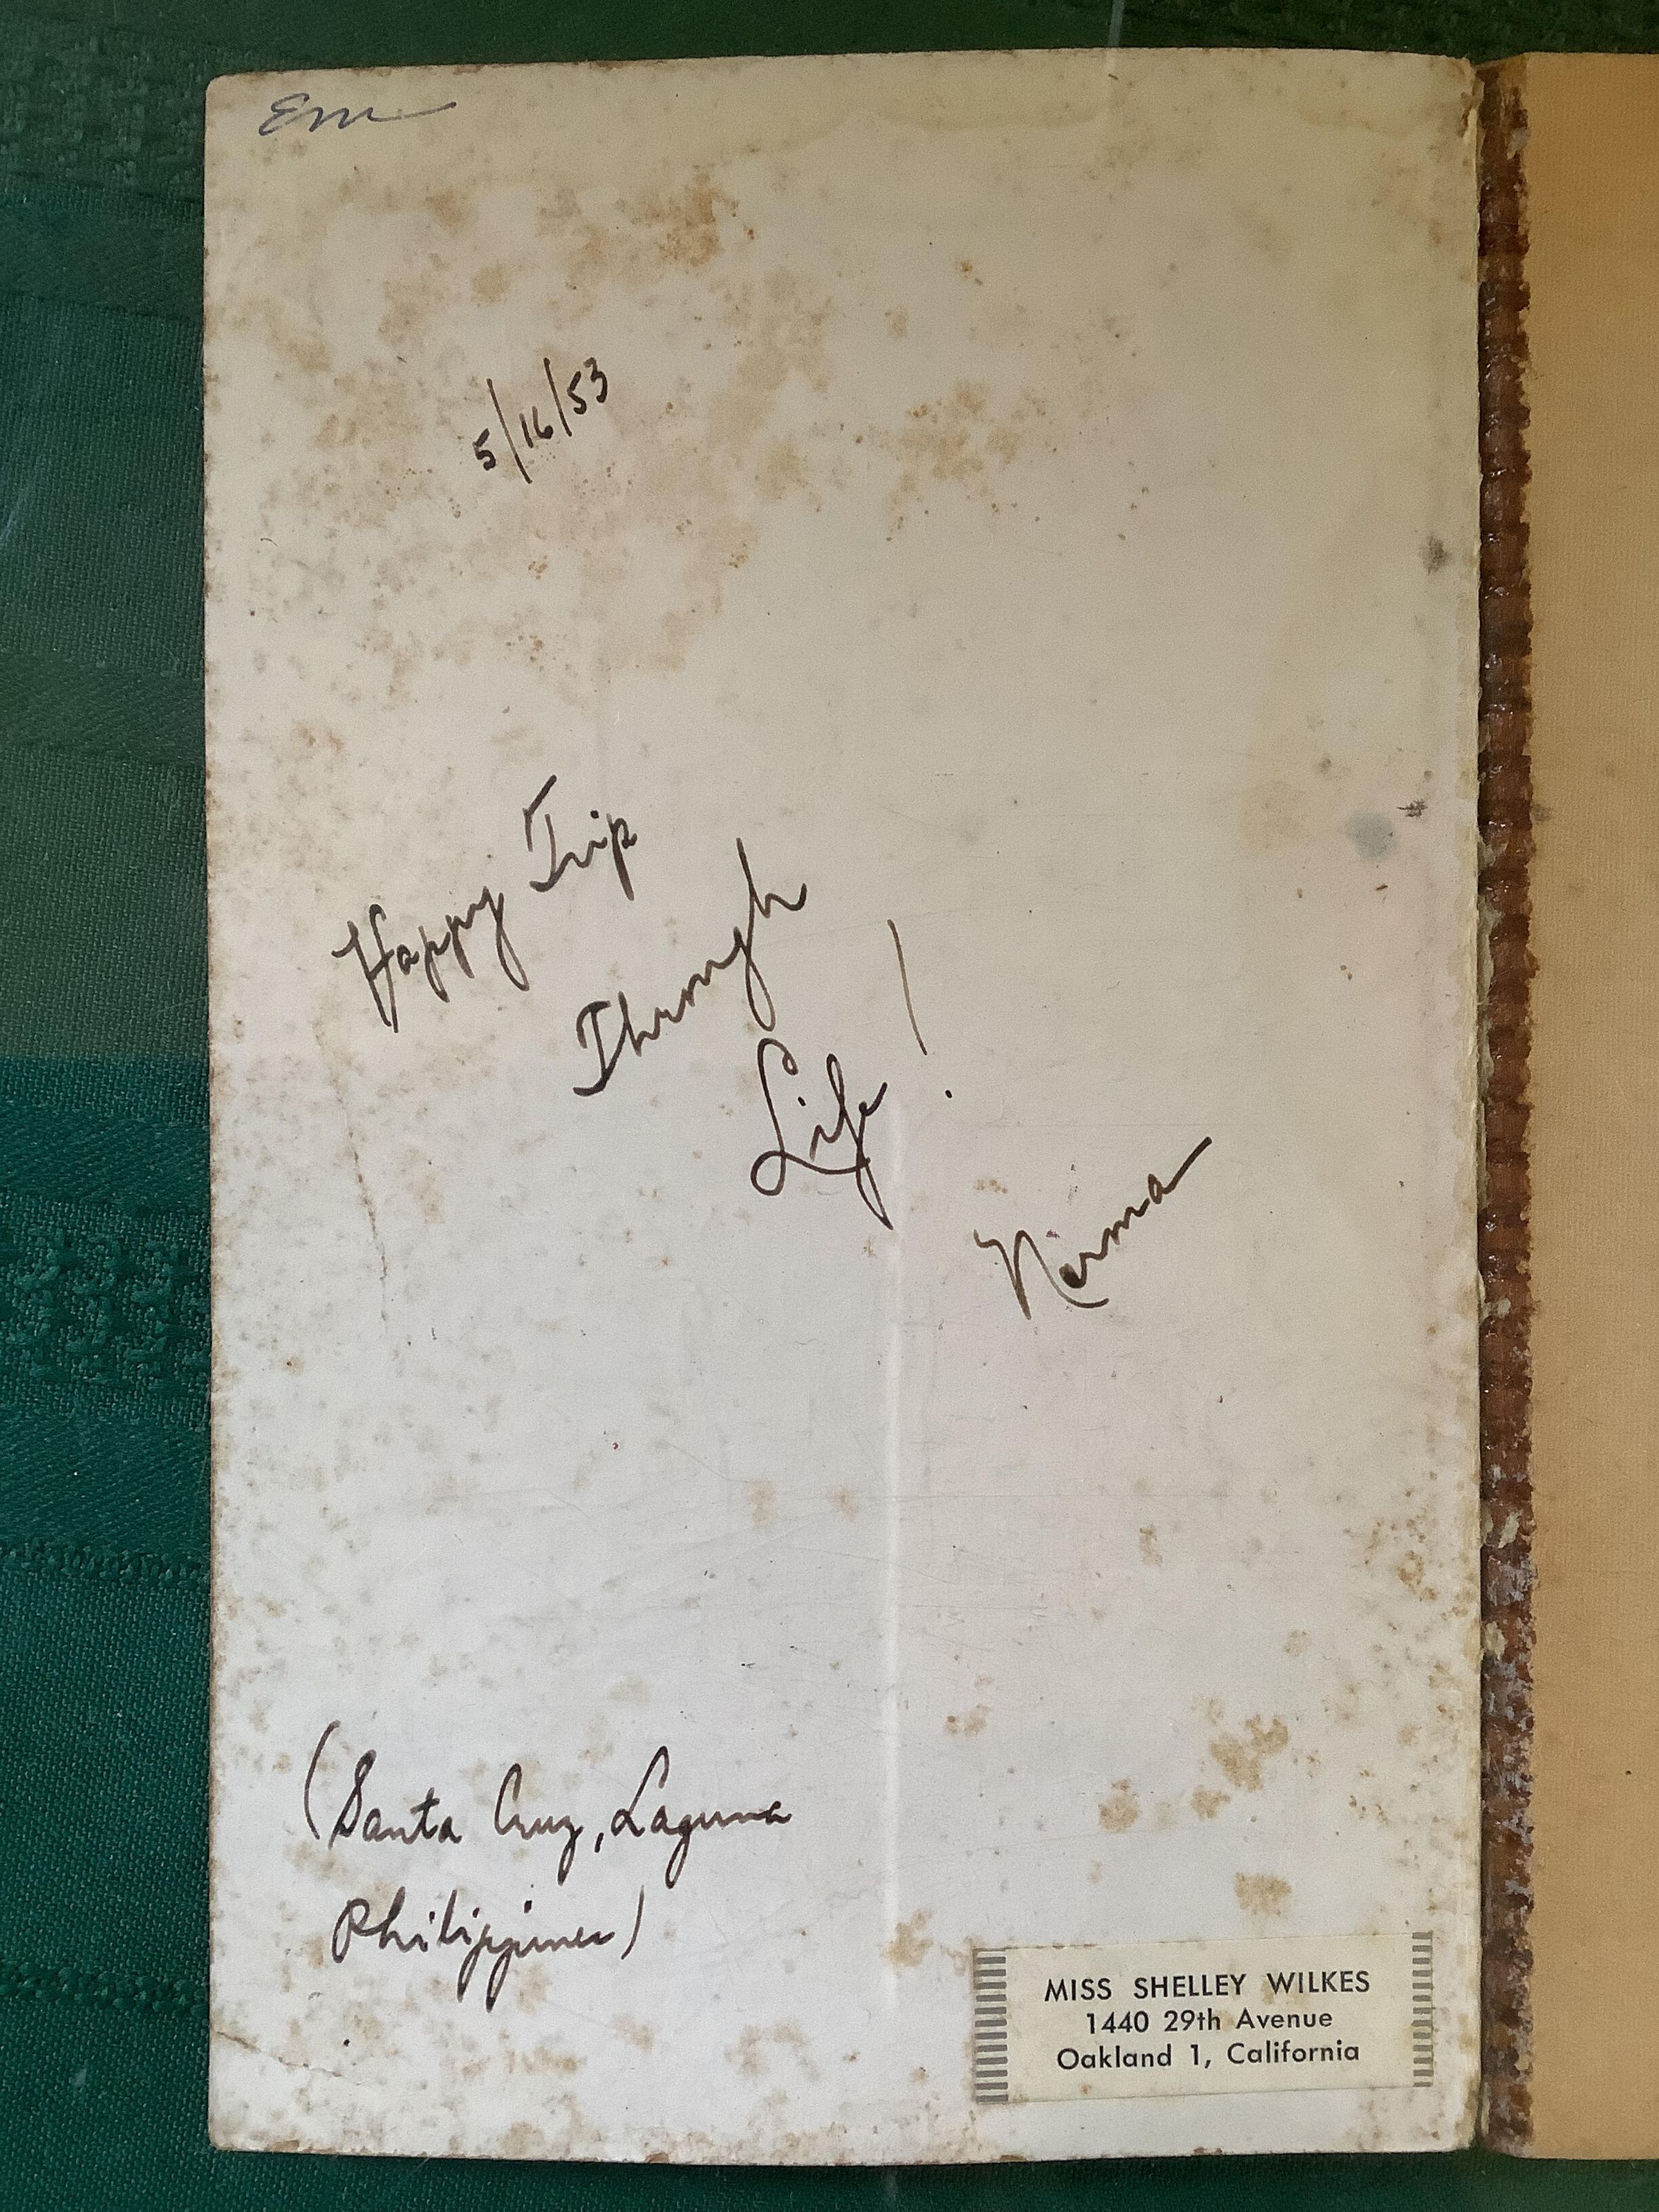 Em
5/16/53
Happy Trip
Through
Life!
Nerma
(Santa Cruz, Laguna
Philippines)
MISS SHELLEY WILKES
1440 29th Avenue
Oakland 1, California